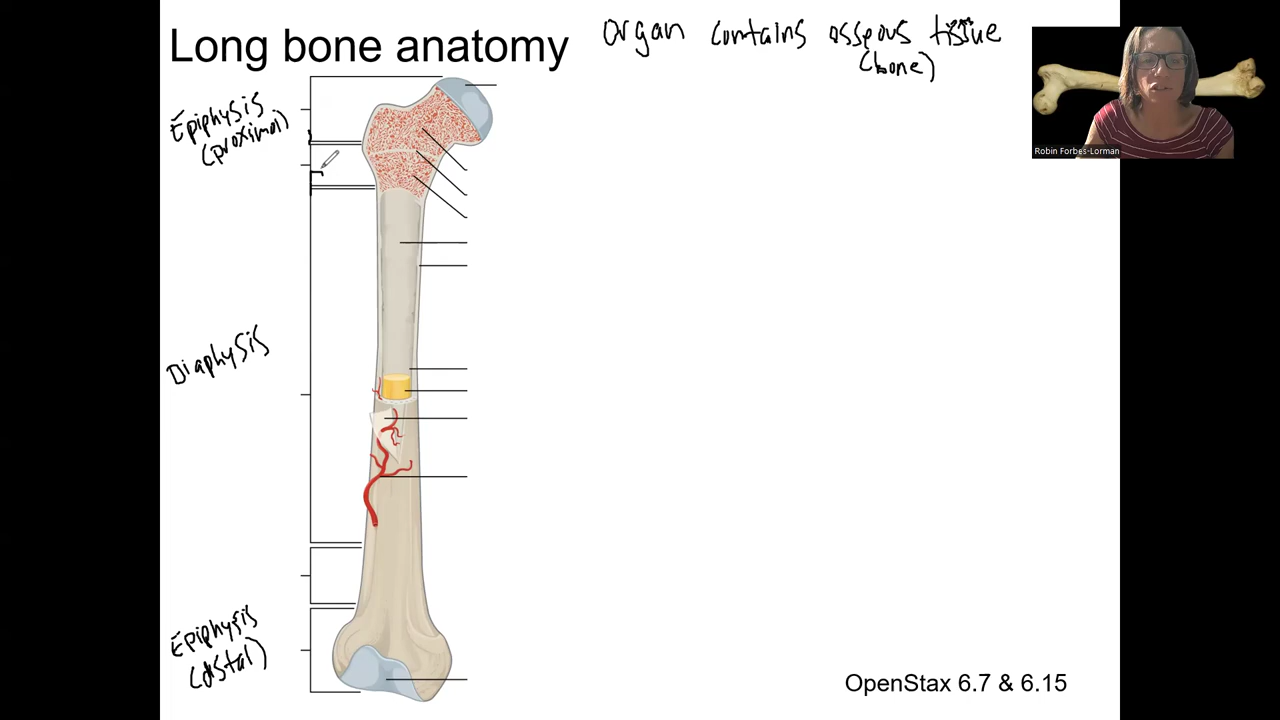 Long bone anatomy
Organ contains osseous tissue
(bone)
Robin Forbes-Lorman
Epiphysis
(proximal)
Diaphysis
Epiphysis
(distal)
OpenStax 6.7 & 6.15